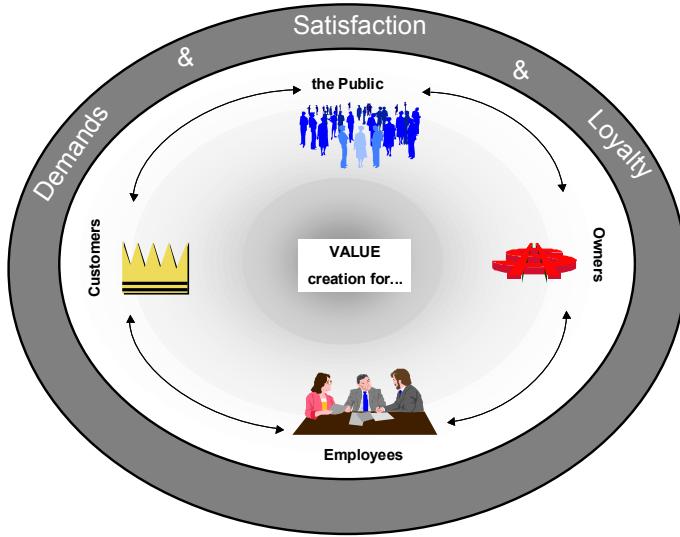 Demands & Satisfaction & Loyalty
the Public
Customers
VALUE
creation for...
Owners
Employees